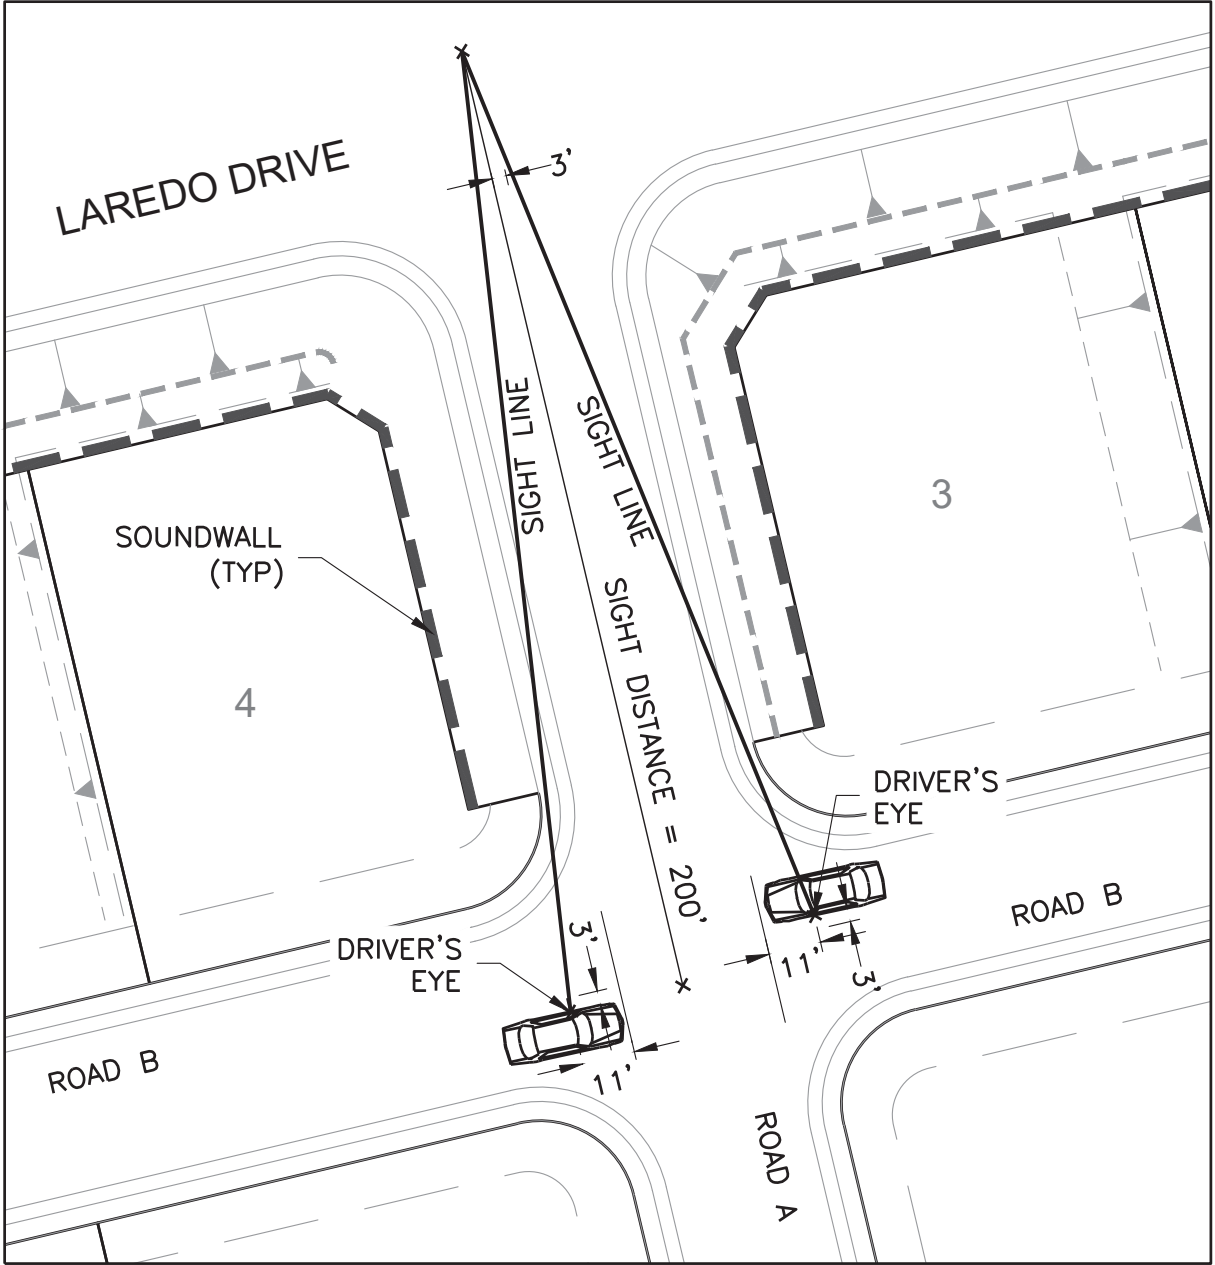 3'
LAREDO DRIVE
SIGHT LINE
SIGHT LINE
3
SOUNDWALL
(TYP)
4
SIGHT DISTANCE = 200'
DRIVER'S
EYE
ROAD B
3'
DRIVER'S
EYE
11'
3'
ROAD B
11'
ROAD A